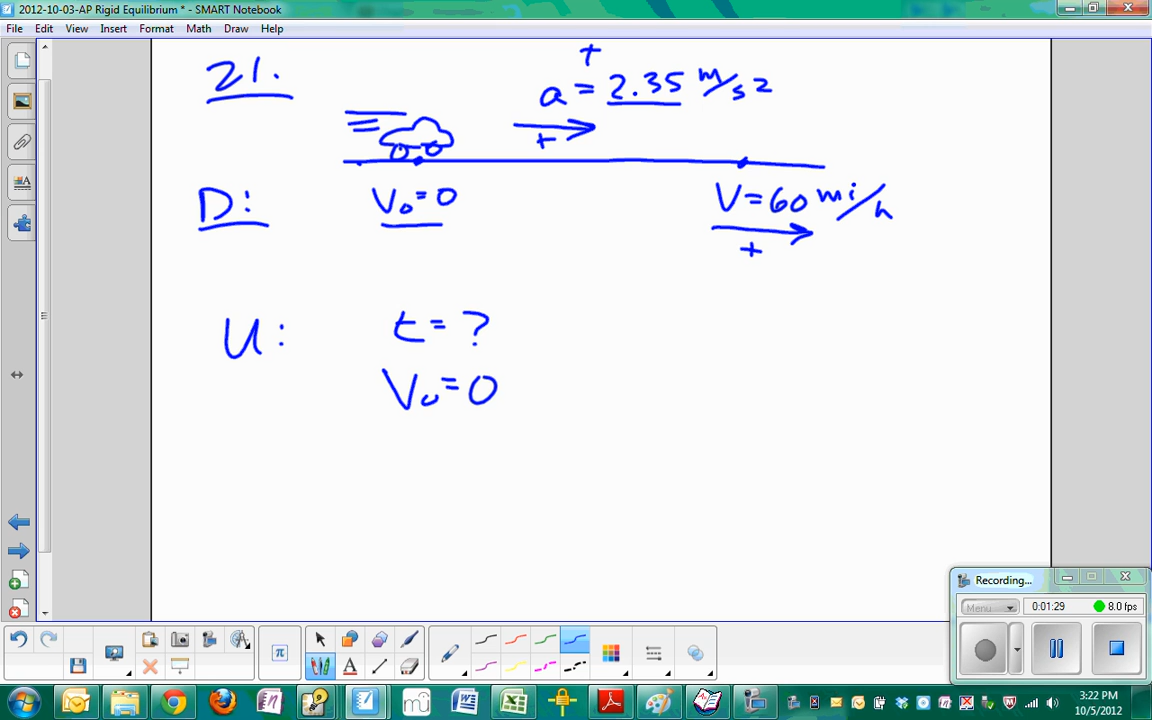 2012-10-03-AP Rigid Equilibrium * - SMART Notebook
File Edit View Insert Format Math Draw Help
21.
+
a = 2.35 m/s2
+
D: V₀=0 V=60 mi/h
+
U: t=?
V₀=0
Recording...
Menu 0:01:29 8.0 fps
π A
3:22 PM
10/5/2012